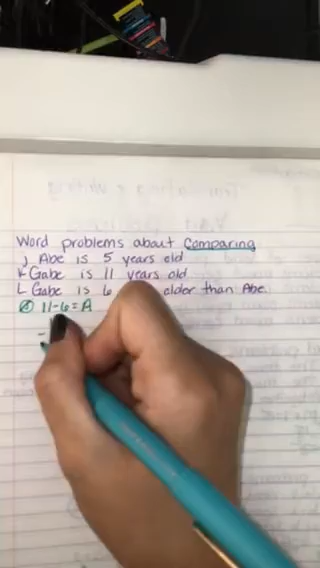 Word problems about Comparing
J Abe is 5 years old
K Gabe is 11 years old
L Gabe is 6 older than Abe
11-6=A